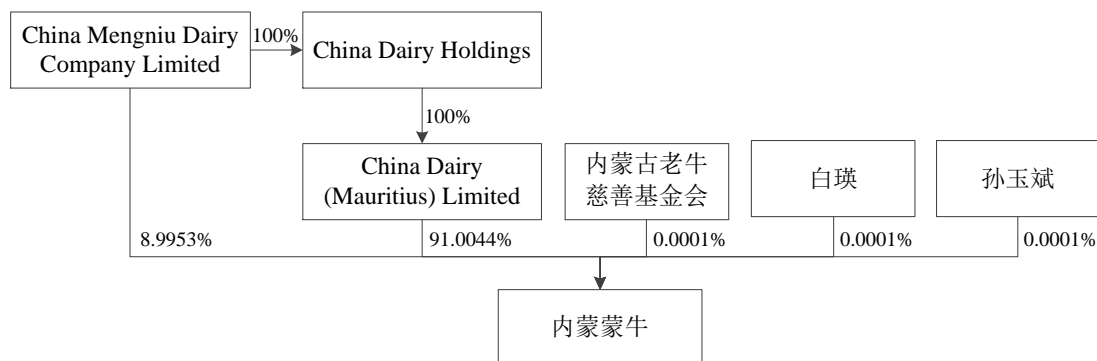 China Mengniu Dairy
Company Limited
100%
China Dairy Holdings
100%
China Dairy
(Mauritius) Limited
内蒙古老牛
慈善基金会
白瑛
孙玉斌
8.9953%
91.0044%
0.0001%
0.0001%
0.0001%
内蒙蒙牛